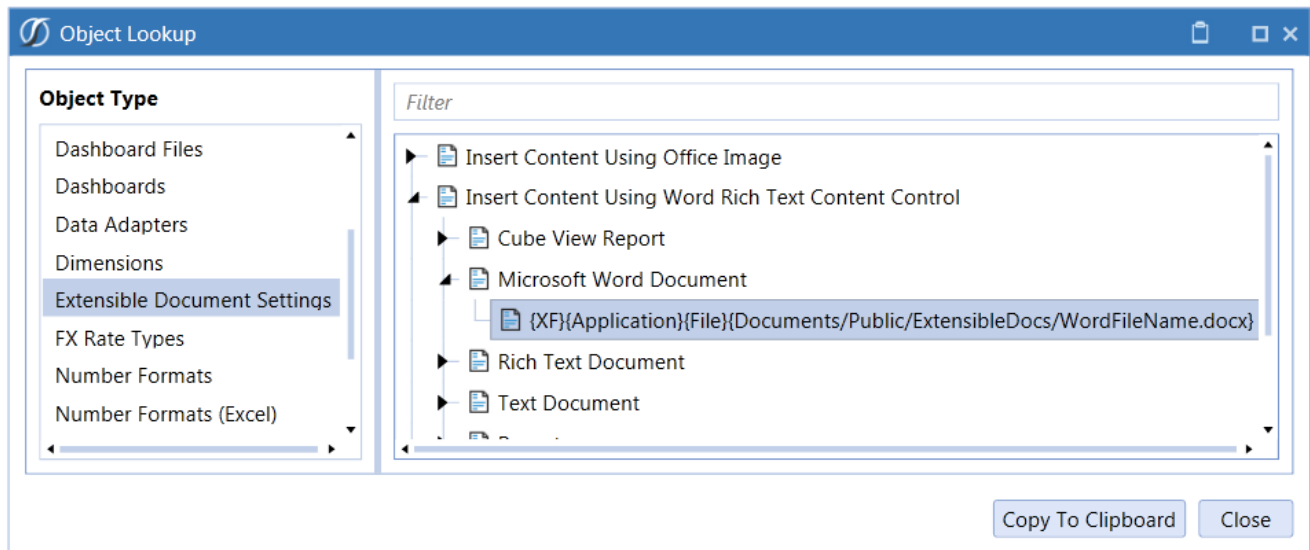 Object Lookup
Object Type
Dashboard Files
Dashboards
Data Adapters
Dimensions
Extensible Document Settings
FX Rate Types
Number Formats
Number Formats (Excel)
Filter
Insert Content Using Office Image
Insert Content Using Word Rich Text Content Control
Cube View Report
Microsoft Word Document
{XF}{Application}{File}{Documents/Public/ExtensibleDocs/WordFileName.docx}
Rich Text Document
Text Document
Copy To Clipboard
Close